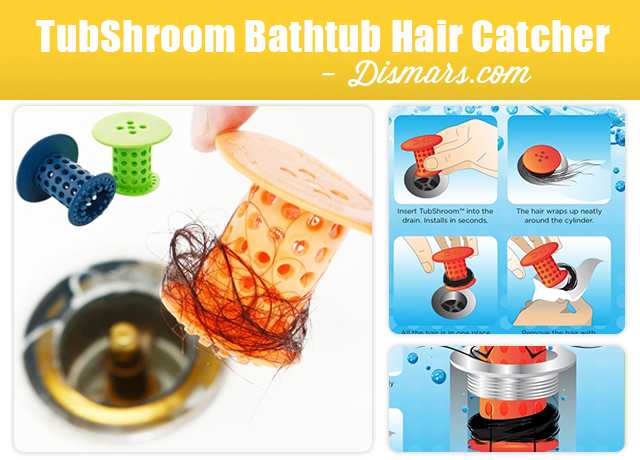 TubShroom Bathtub Hair Catcher
- Dismars.com
Insert TubShroom™ into the
drain. Installs in seconds.
The hair wraps up neatly
around the cylinder.
All the hair is in one place
Remove the hair with